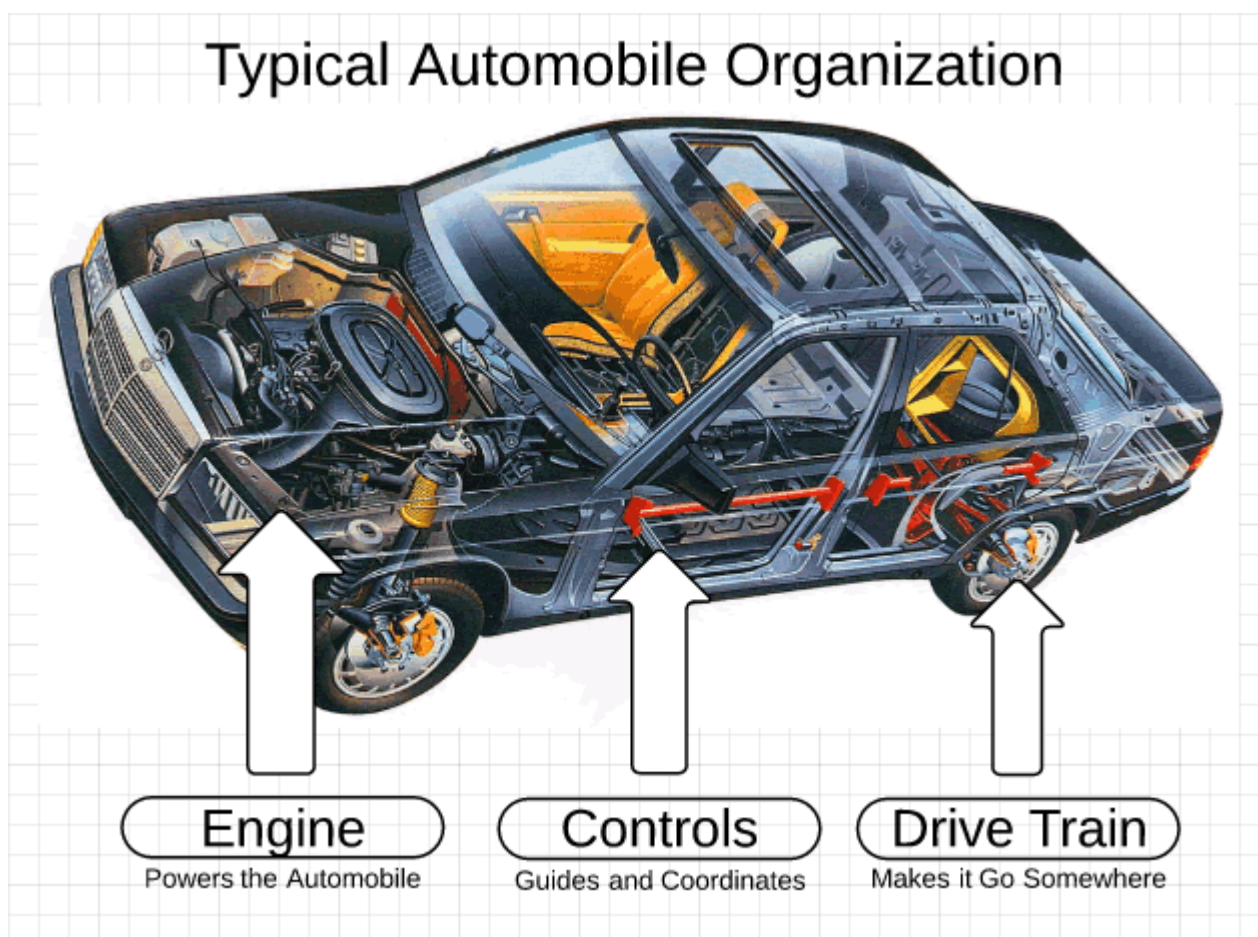 Typical Automobile Organization
Engine
Powers the Automobile
Controls
Guides and Coordinates
Drive Train
Makes it Go Somewhere